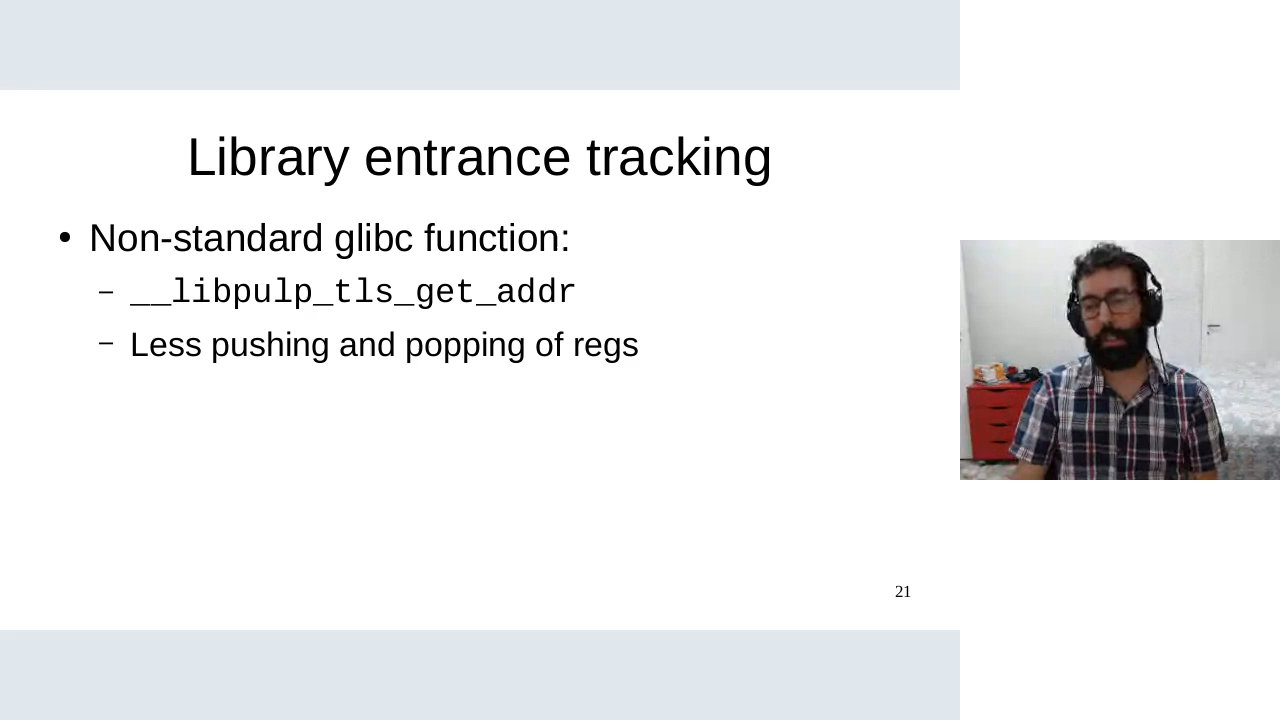 Library entrance tracking
• Non-standard glibc function:
– __libpulp_tls_get_addr
– Less pushing and popping of regs
21